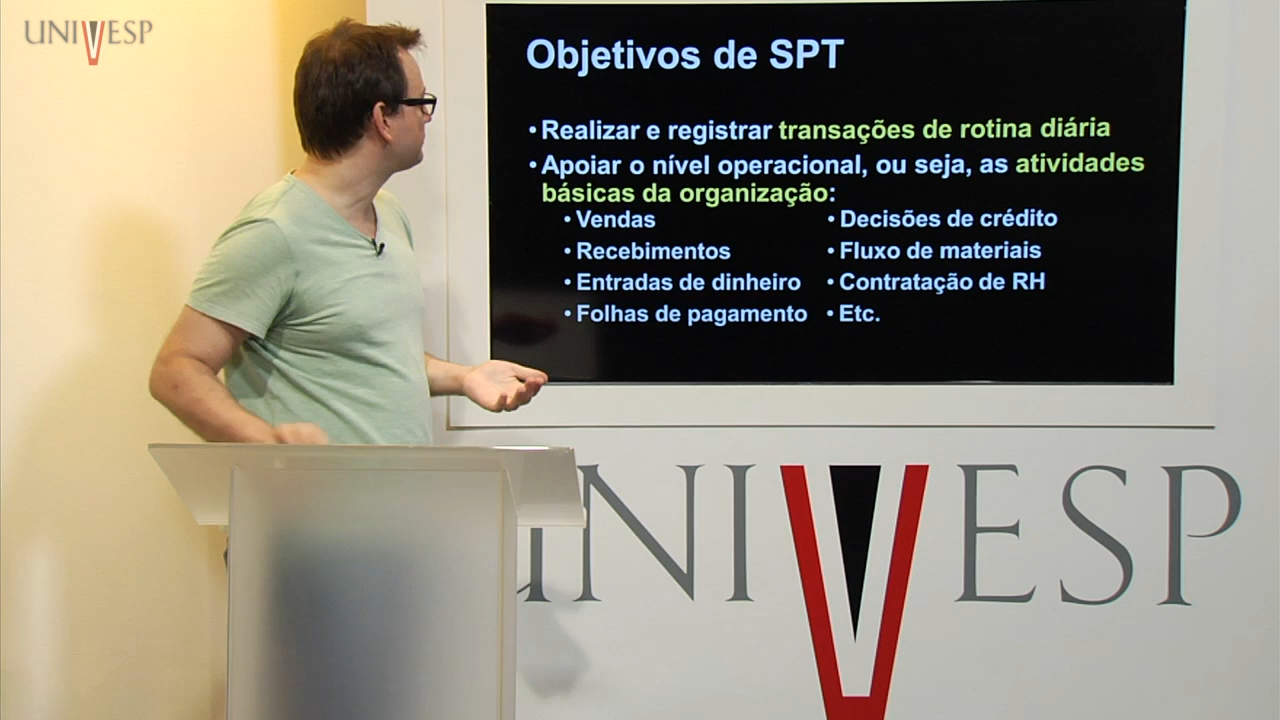 UNIVESP
Objetivos de SPT
• Realizar e registrar transações de rotina diária
• Apoiar o nível operacional, ou seja, as atividades
básicas da organização:
• Vendas
• Recebimentos
• Entradas de dinheiro
• Folhas de pagamento
• Decisões de crédito
• Fluxo de materiais
• Contratação de RH
• Etc.
UNIVESP